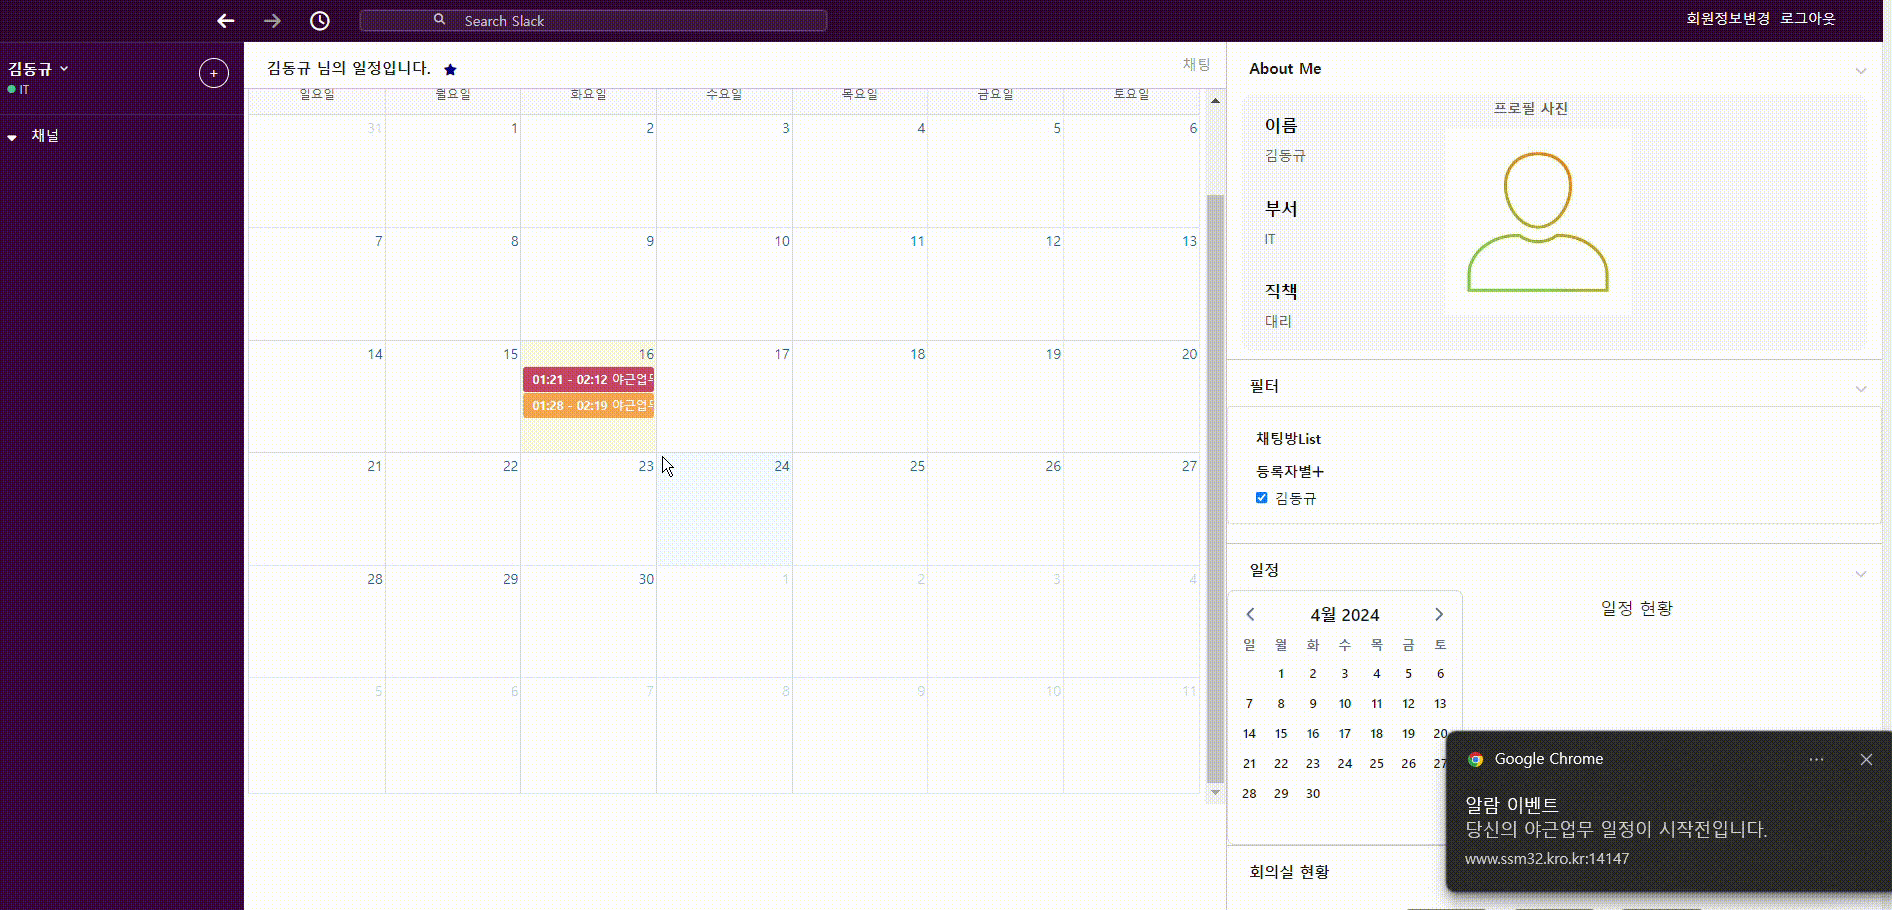 Search Slack
회원정보변경 로그아웃
김동규
+
IT
채널
김동규 님의 일정입니다.
채팅
일요일 월요일 화요일 수요일 목요일 금요일 토요일
31 1 2 3 4 5 6
7 8 9 10 11 12 13
14 15 16 17 18 19 20
01:21 - 02:12 야근업무
01:28 - 02:19 야근업무
21 22 23 24 25 26 27
28 29 30 1 2 3 4
5 6 7 8 9 10 11
About Me
프로필 사진
이름
김동규
부서
IT
직책
대리
필터
채팅방List
등록자별+
김동규
일정
일정 현황
4월 2024
일 월 화 수 목 금 토
1 2 3 4 5 6
7 8 9 10 11 12 13
14 15 16 17 18 19 20
21 22 23 24 25 26 27
28 29 30
회의실 현황
Google Chrome
알람 이벤트
당신의 야근업무 일정이 시작전입니다.
www.ssm32.kro.kr:14147